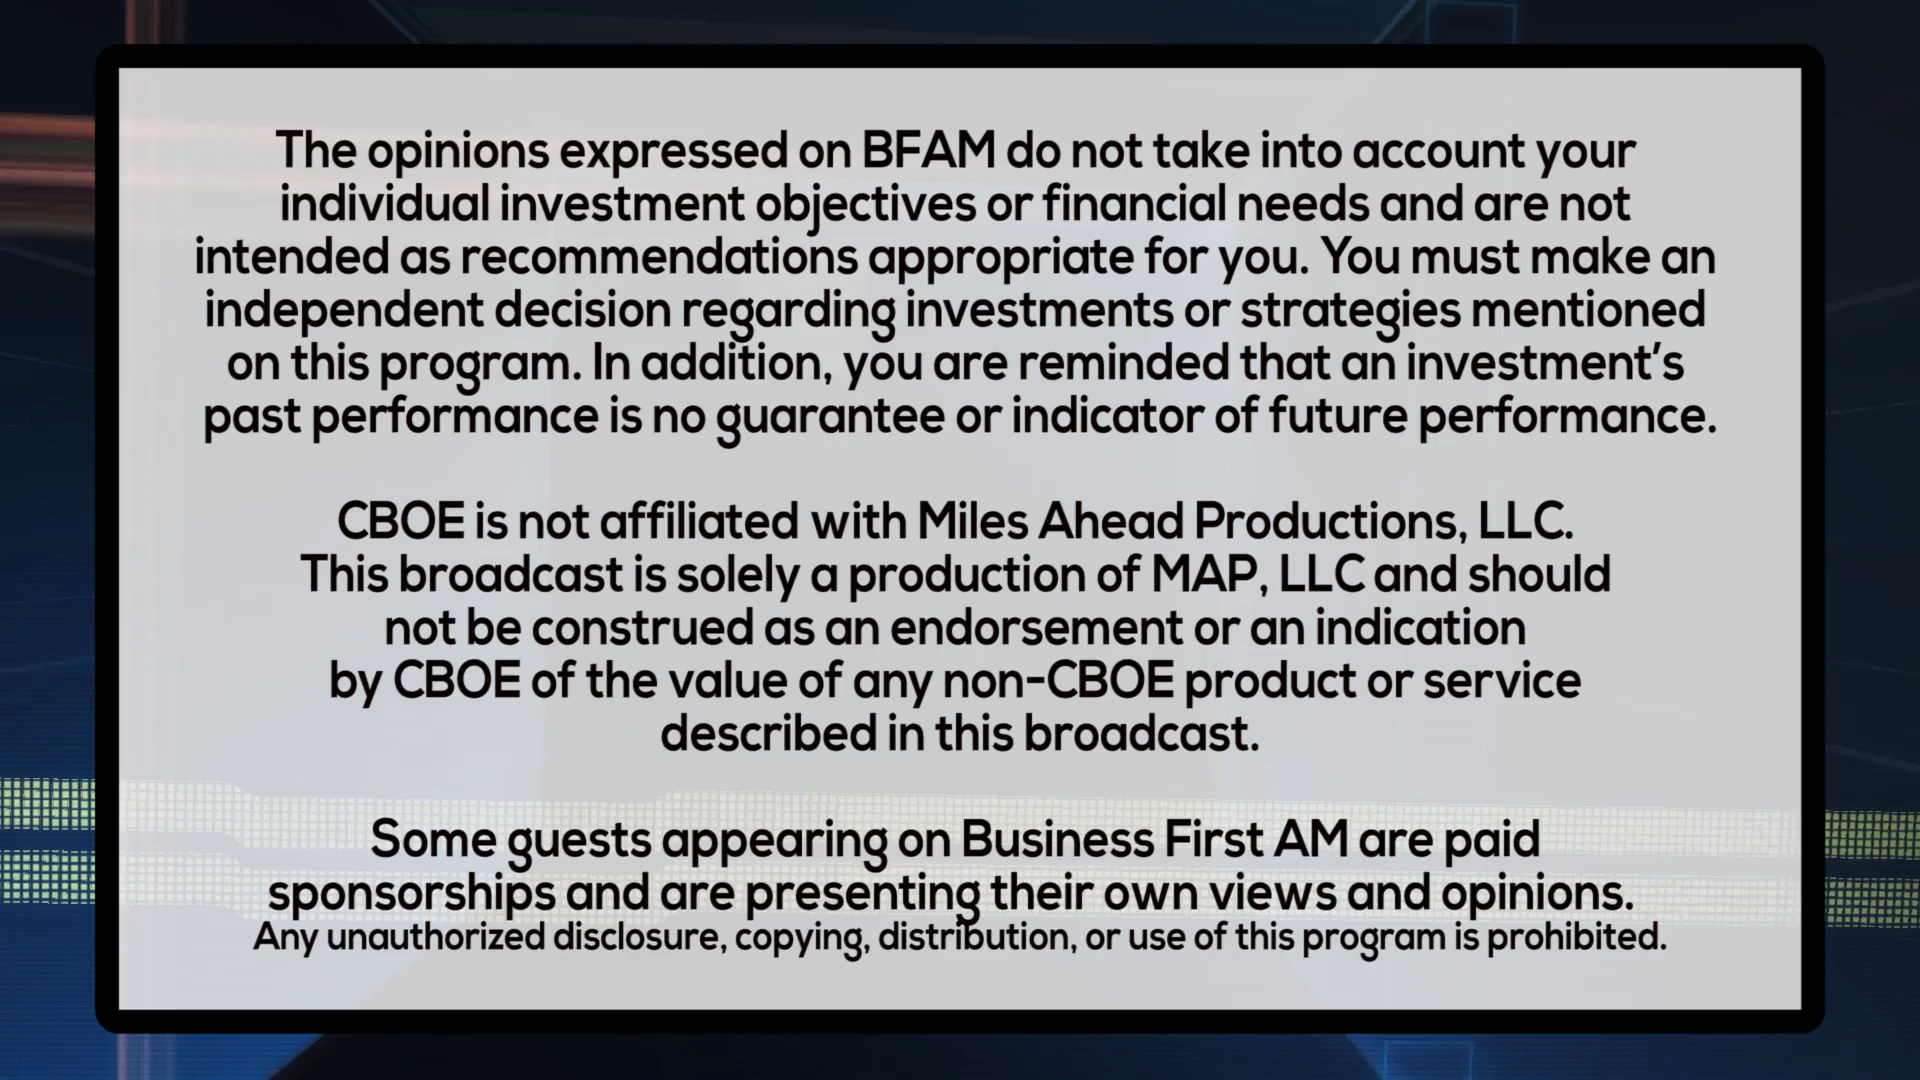 The opinions expressed on BFAM do not take into account your
individual investment objectives or financial needs and are not
intended as recommendations appropriate for you. You must make an
independent decision regarding investments or strategies mentioned
on this program. In addition, you are reminded that an investment's
past performance is no guarantee or indicator of future performance.
CBOE is not affiliated with Miles Ahead Productions, LLC.
This broadcast is solely a production of MAP, LLC and should
not be construed as an endorsement or an indication
by CBOE of the value of any non-CBOE product or service
described in this broadcast.
Some guests appearing on Business First AM are paid
sponsorships and are presenting their own views and opinions.
Any unauthorized disclosure, copying, distribution, or use of this program is prohibited.